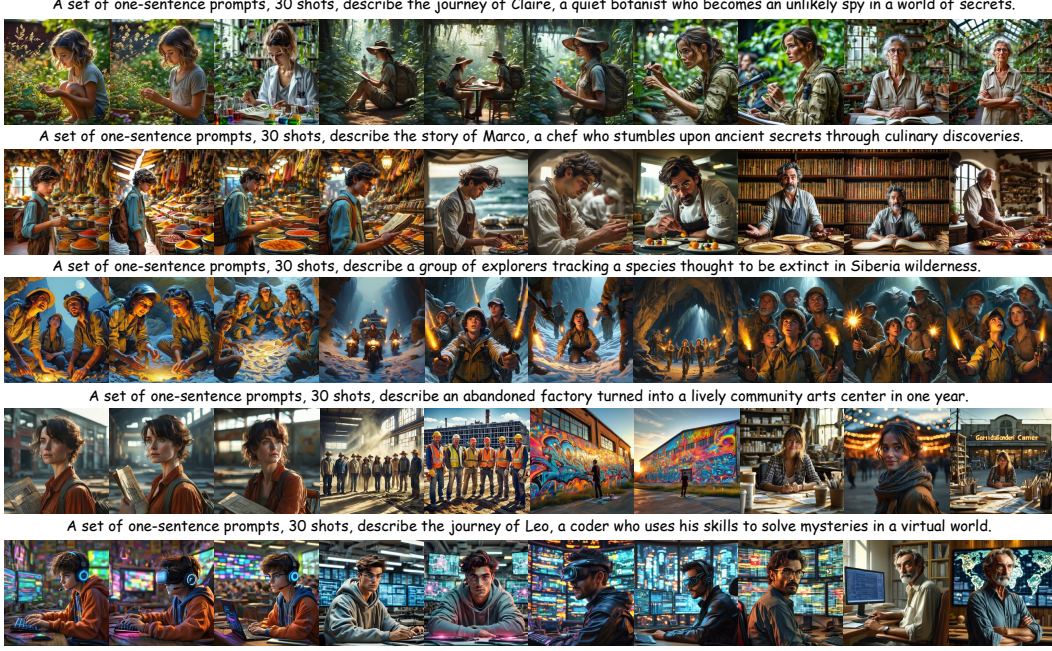 A set of one-sentence prompts, 30 shots, describe the journey of Claire, a quiet botanist who becomes an unlikely spy in a world of secrets.
A set of one-sentence prompts, 30 shots, describe the story of Marco, a chef who stumbles upon ancient secrets through culinary discoveries.
A set of one-sentence prompts, 30 shots, describe a group of explorers tracking a species thought to be extinct in Siberia wilderness.
A set of one-sentence prompts, 30 shots, describe an abandoned factory turned into a lively community arts center in one year.
A set of one-sentence prompts, 30 shots, describe the journey of Leo, a coder who uses his skills to solve mysteries in a virtual world.